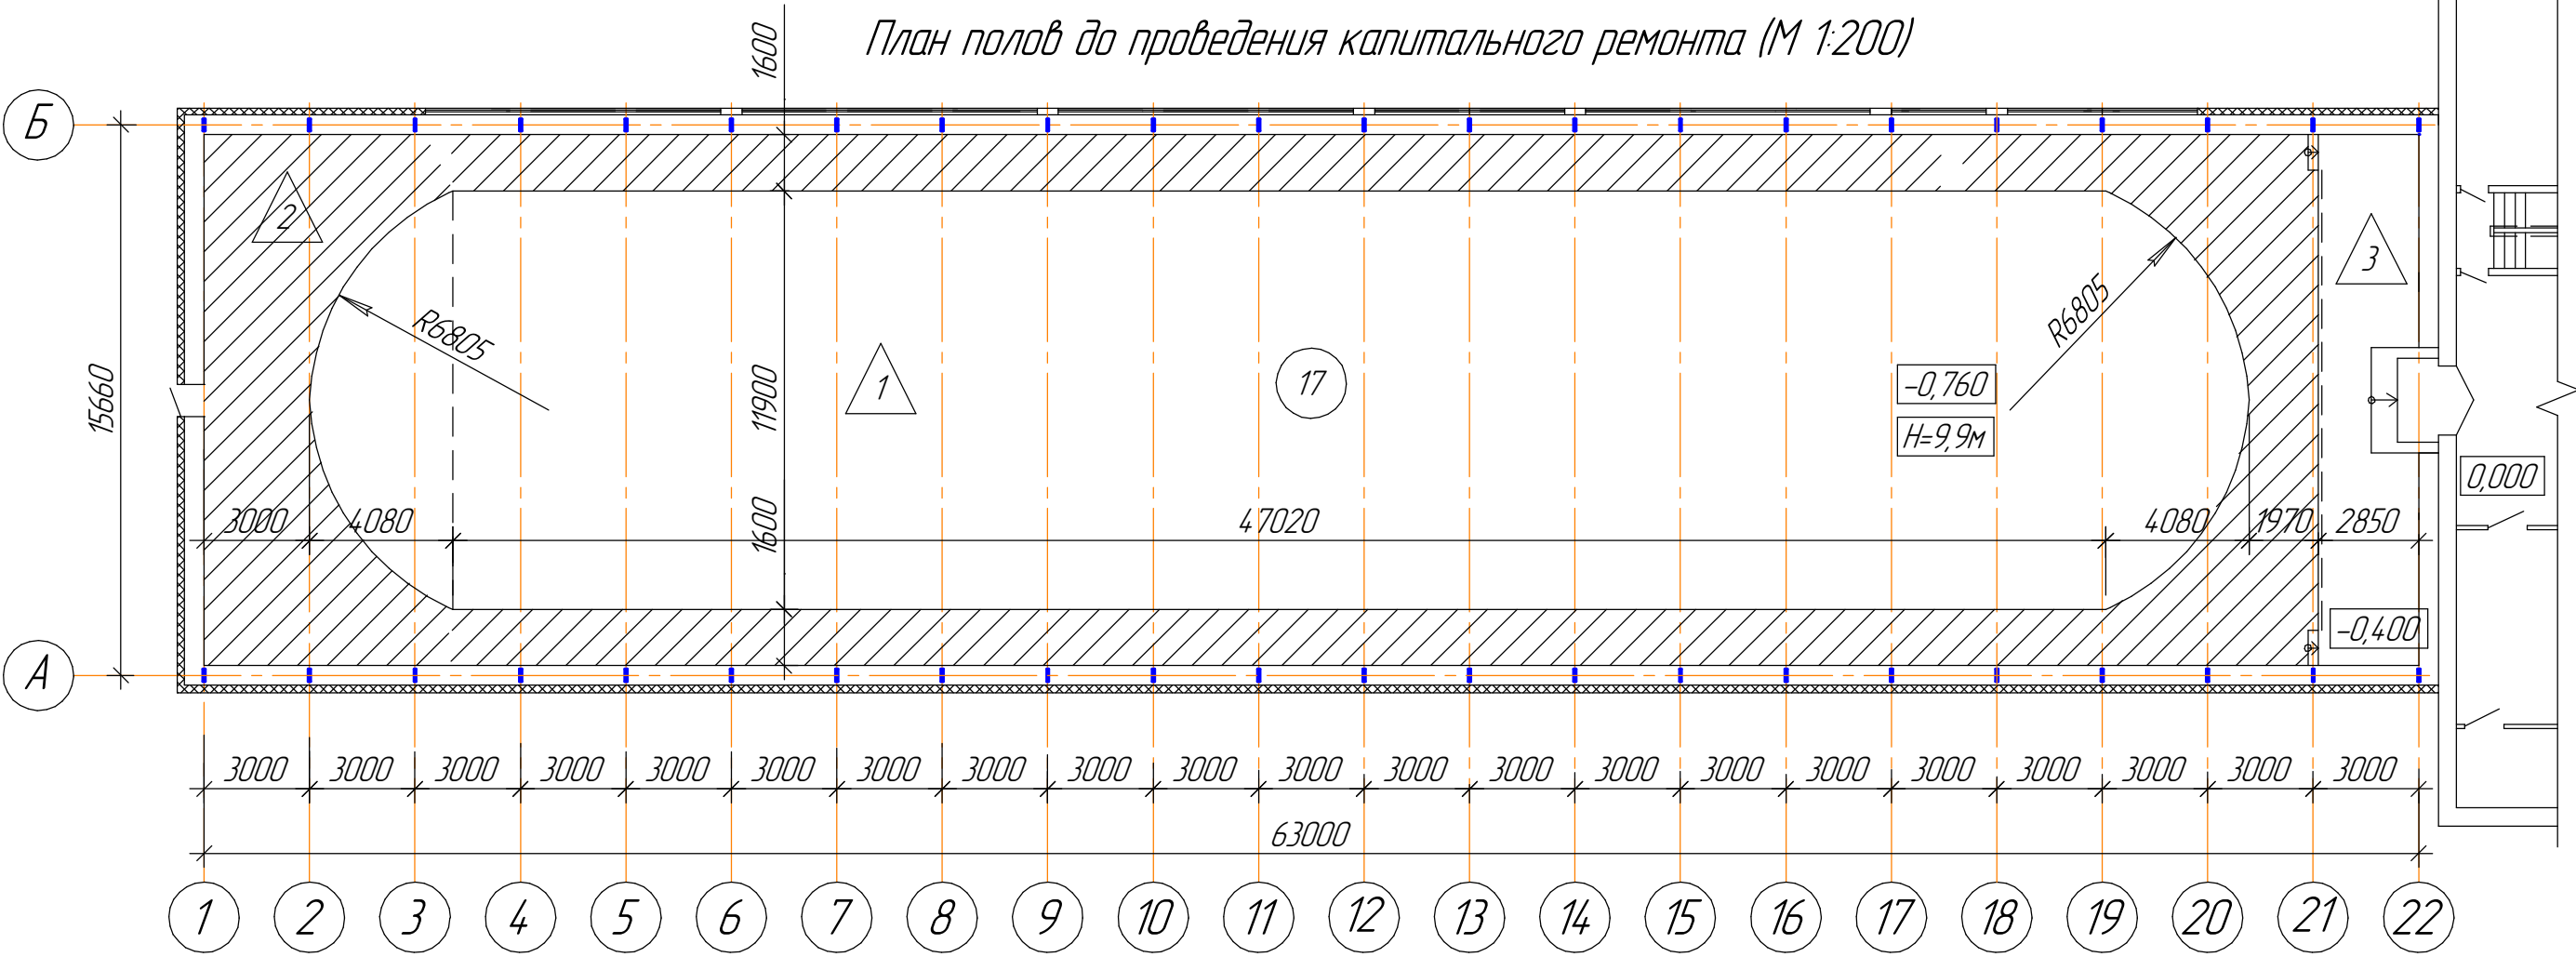 План полов до проведения капитального ремонта (М 1:200)
1600
Б
2
3
R6805
R6805
15660
11900
1
17
-0,760
H=9,9м
0,000
3000 4080 1600 47020 4080 1970 2850
-0,400
А
3000 3000 3000 3000 3000 3000 3000 3000 3000 3000 3000 3000 3000 3000 3000 3000 3000 3000 3000 3000 3000
63000
1 2 3 4 5 6 7 8 9 10 11 12 13 14 15 16 17 18 19 20 21 22